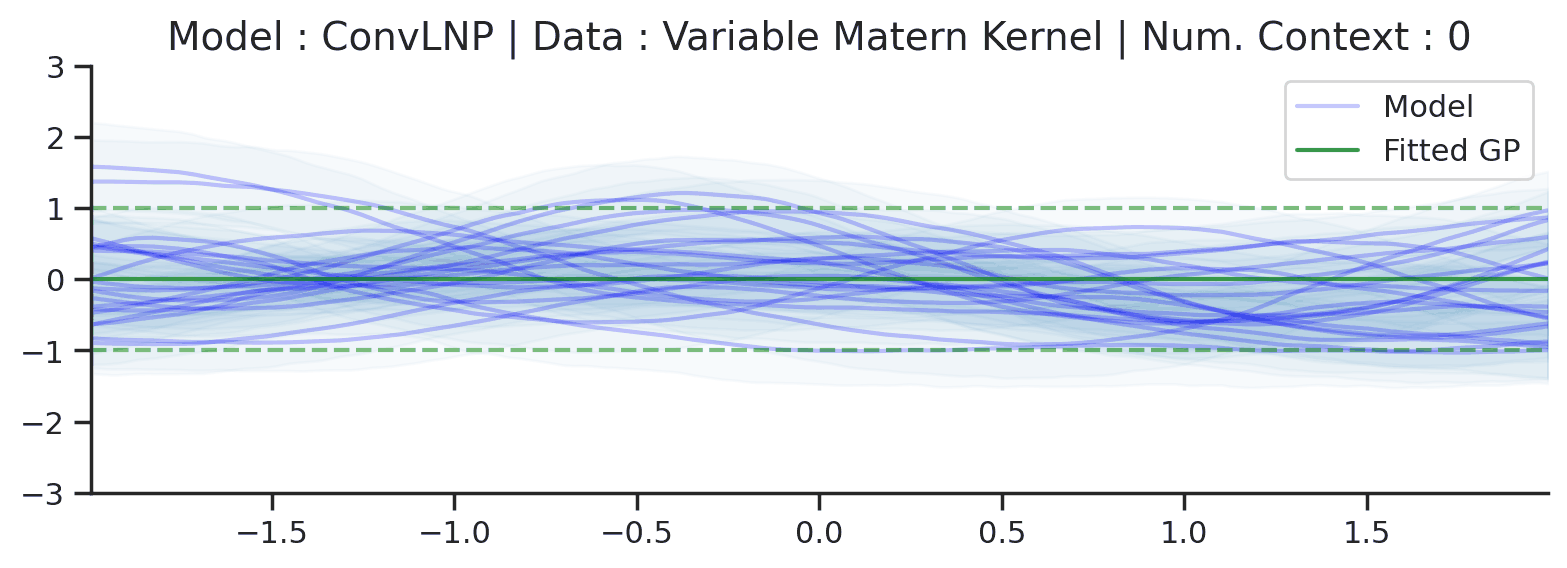 Model : ConvLNP | Data : Variable Matern Kernel | Num. Context : 0
3
2
1
0
−1
−2
−3
Model
Fitted GP
−1.5 −1.0 −0.5 0.0 0.5 1.0 1.5